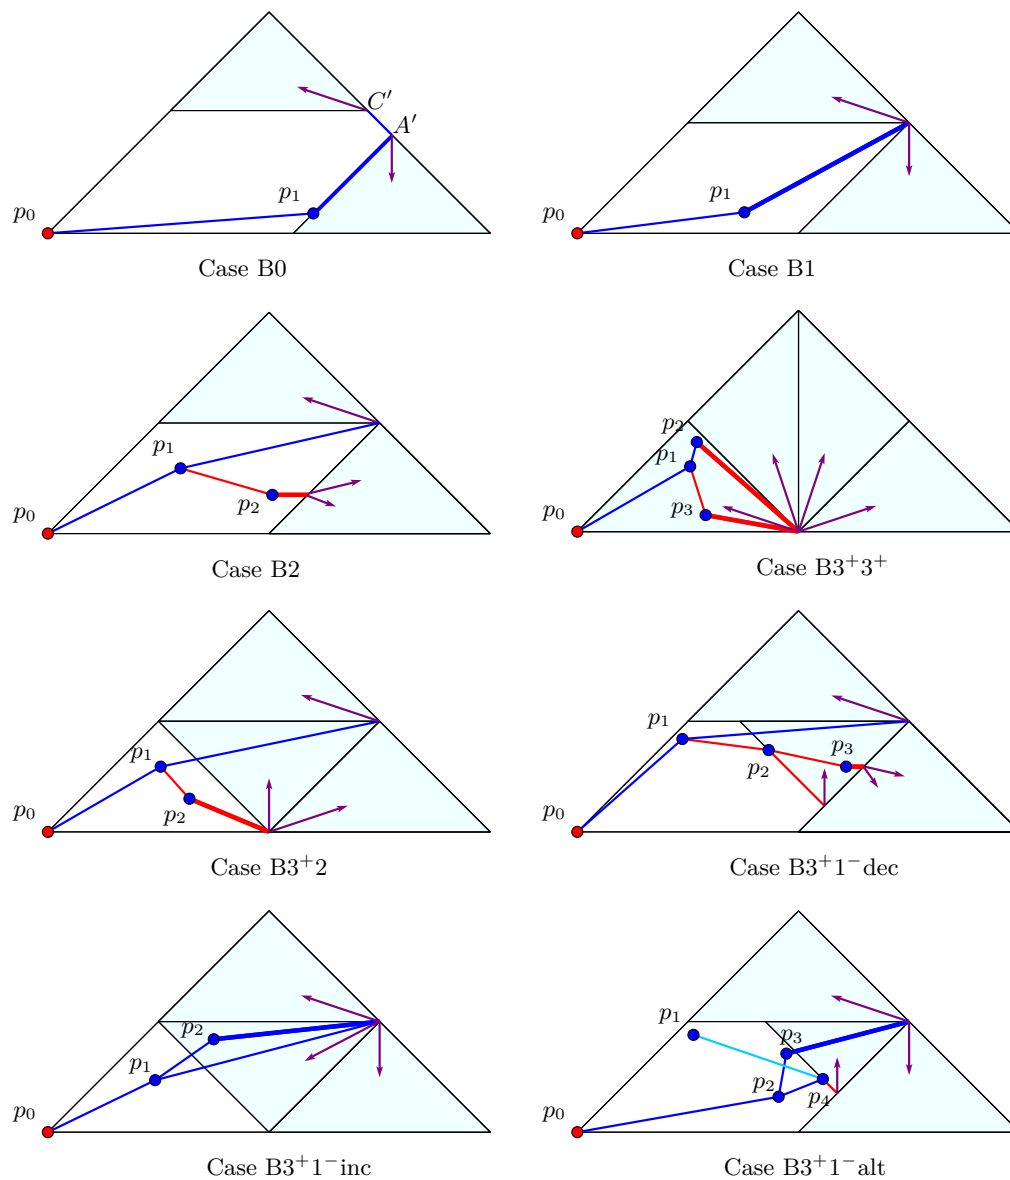 C′
A′
p₁
p₀
Case B0
p₁
p₀
Case B1
p₁
p₂
p₀
Case B2
p₂
p₁
p₃
p₀
Case B3⁺3⁺
p₁
p₂
p₀
Case B3⁺2
p₁
p₃
p₂
p₀
Case B3⁺1⁻dec
p₂
p₁
p₀
Case B3⁺1⁻inc
p₁
p₃
p₂
p₄
p₀
Case B3⁺1⁻alt